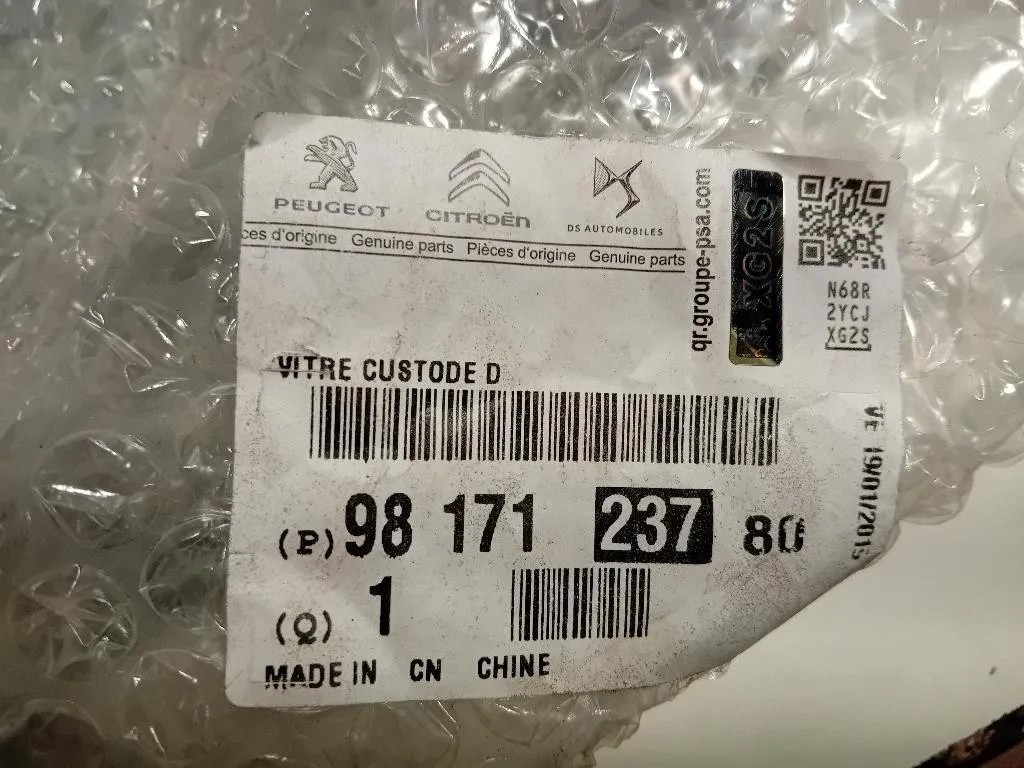 PEUGEOT
CITROËN
DS AUTOMOBILES
ces d'origine Genuine parts Pièces d'origine Genuine parts
qr.groupe-psa.com
XG2S
N68R
2YCJ
XG2S
VITRE CUSTODE D
(P) 98 171 237 80
(Q) 1
MADE IN CN CHINE
VE